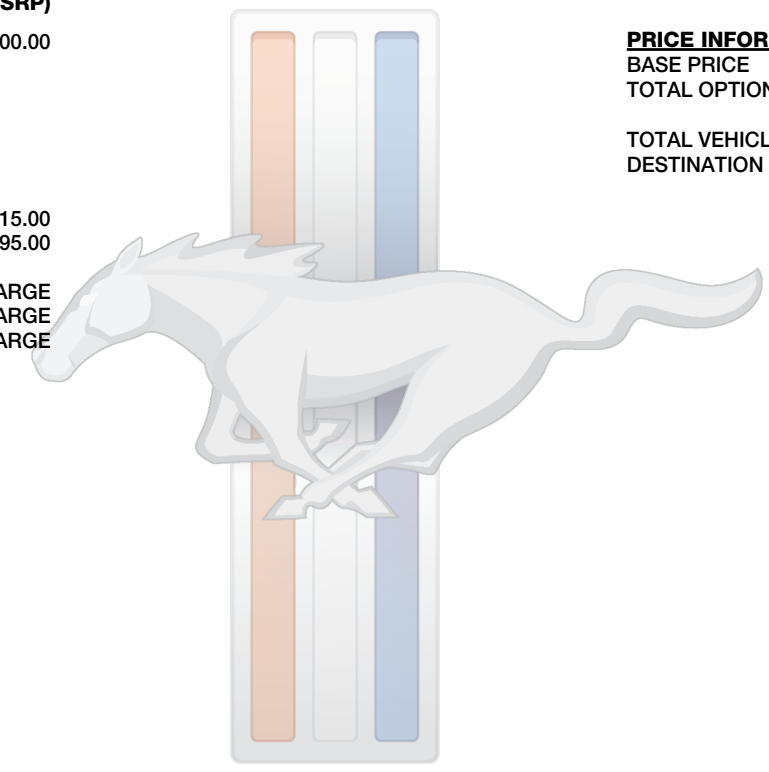 SRP)
00.00
15.00
95.00
ARGE
ARGE
ARGE
PRICE INFOR
BASE PRICE
TOTAL OPTION
TOTAL VEHICL
DESTINATION